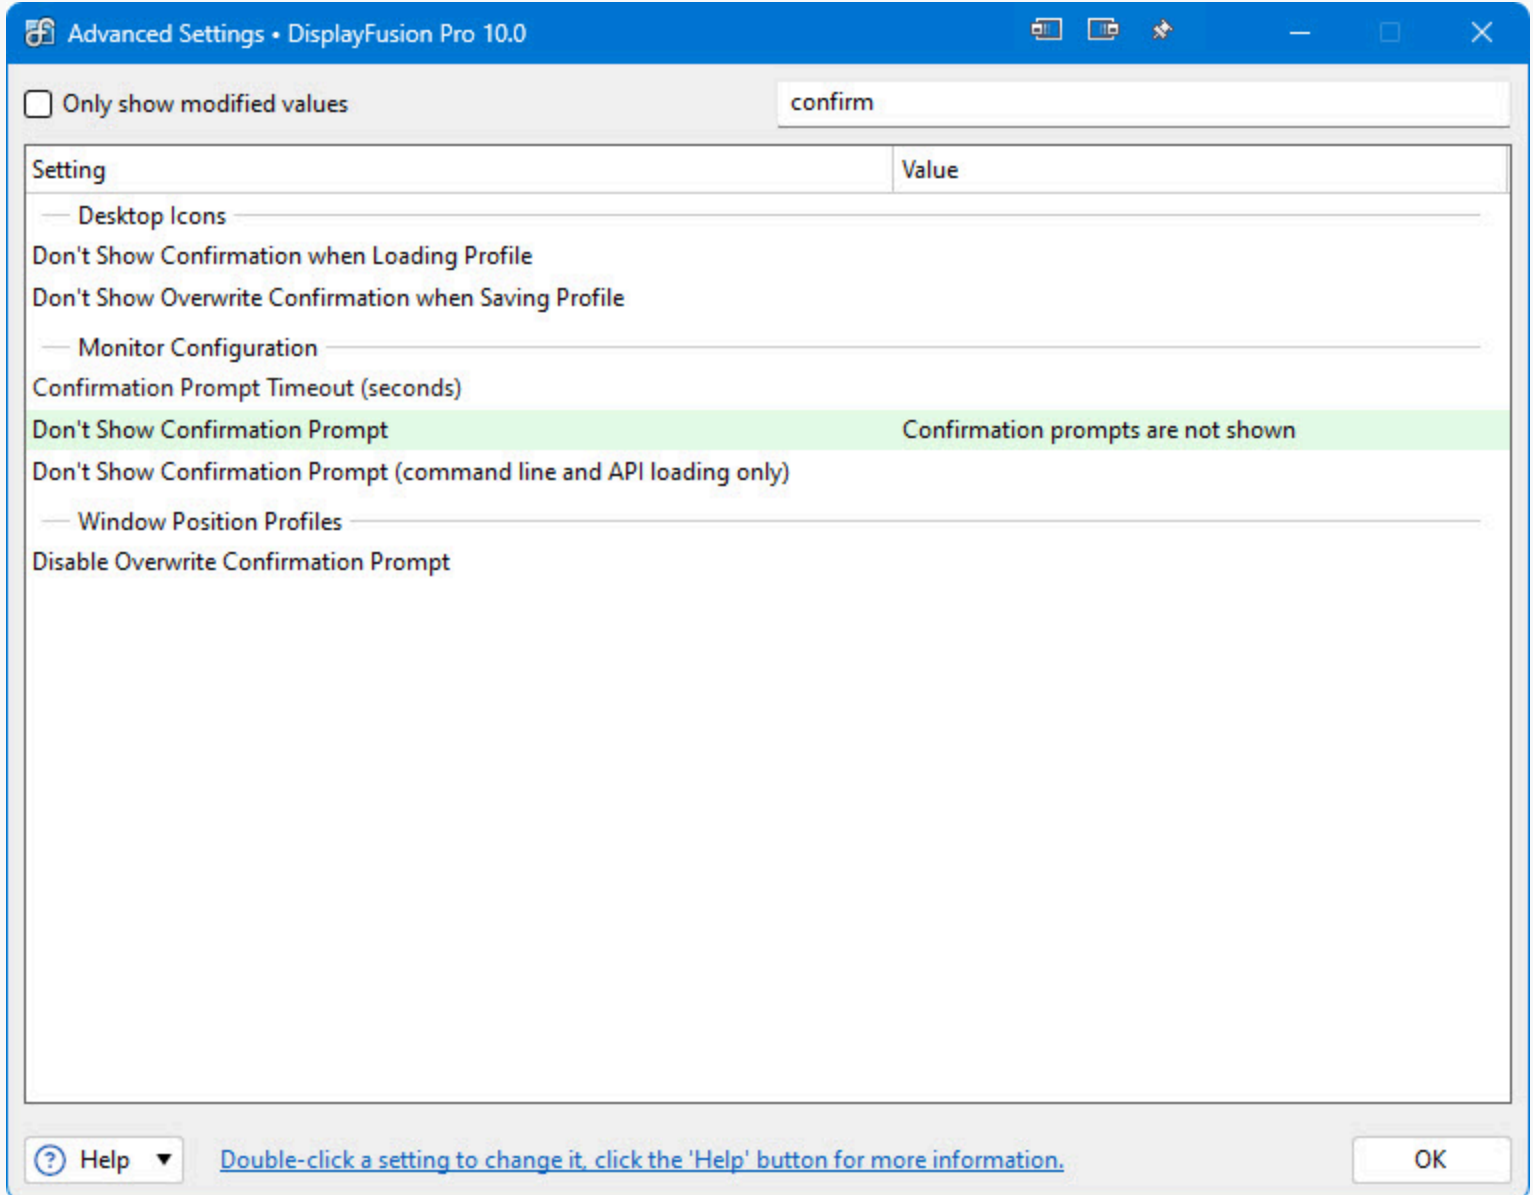 Advanced Settings • DisplayFusion Pro 10.0
Only show modified values
confirm
Setting Value
Desktop Icons
Don't Show Confirmation when Loading Profile
Don't Show Overwrite Confirmation when Saving Profile
Monitor Configuration
Confirmation Prompt Timeout (seconds)
Don't Show Confirmation Prompt Confirmation prompts are not shown
Don't Show Confirmation Prompt (command line and API loading only)
Window Position Profiles
Disable Overwrite Confirmation Prompt
? Help
Double-click a setting to change it, click the 'Help' button for more information.
OK